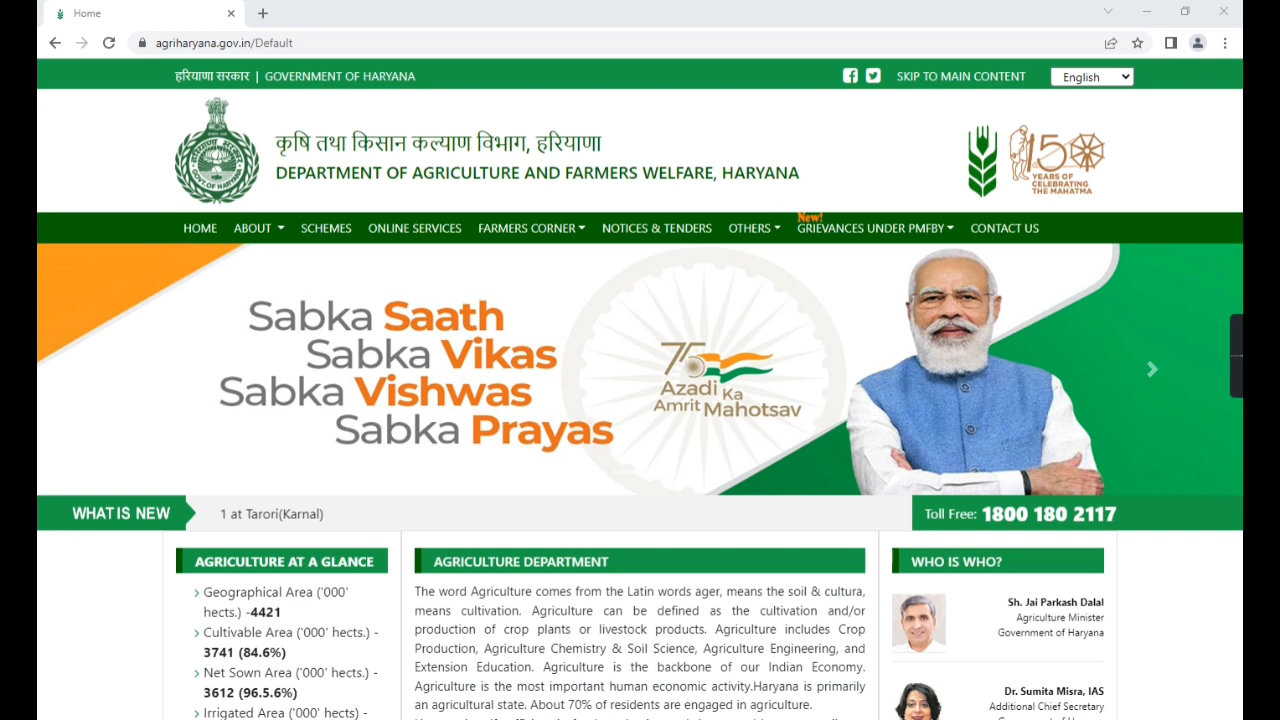 Home
agriharyana.gov.in/Default
हरियाणा सरकार | GOVERNMENT OF HARYANA
SKIP TO MAIN CONTENT
English
कृषि तथा किसान कल्याण विभाग, हरियाणा
DEPARTMENT OF AGRICULTURE AND FARMERS WELFARE, HARYANA
150
YEARS OF
CELEBRATING
THE MAHATMA
New!
HOME ABOUT SCHEMES ONLINE SERVICES FARMERS CORNER NOTICES & TENDERS OTHERS GRIEVANCES UNDER PMFBY CONTACT US
Sabka Saath
Sabka Vikas
Sabka Vishwas
Sabka Prayas
75
Azadi Ka
Amrit Mahotsav
WHAT IS NEW
1 at Tarori(Karnal)
Toll Free: 1800 180 2117
AGRICULTURE AT A GLANCE
Geographical Area ('000'
hects.) -4421
Cultivable Area ('000' hects.) -
3741 (84.6%)
Net Sown Area ('000' hects.) -
3612 (96.5.6%)
Irrigated Area ('000' hects) -
AGRICULTURE DEPARTMENT
The word Agriculture comes from the Latin words ager, means the soil & cultura,
means cultivation. Agriculture can be defined as the cultivation and/or
production of crop plants or livestock products. Agriculture includes Crop
Production, Agriculture Chemistry & Soil Science, Agriculture Engineering, and
Extension Education. Agriculture is the backbone of our Indian Economy.
Agriculture is the most important human economic activity.Haryana is primarily
an agricultural state. About 70% of residents are engaged in agriculture.
WHO IS WHO?
Sh. Jai Parkash Dalal
Agriculture Minister
Government of Haryana
Dr. Sumita Misra, IAS
Additional Chief Secretary